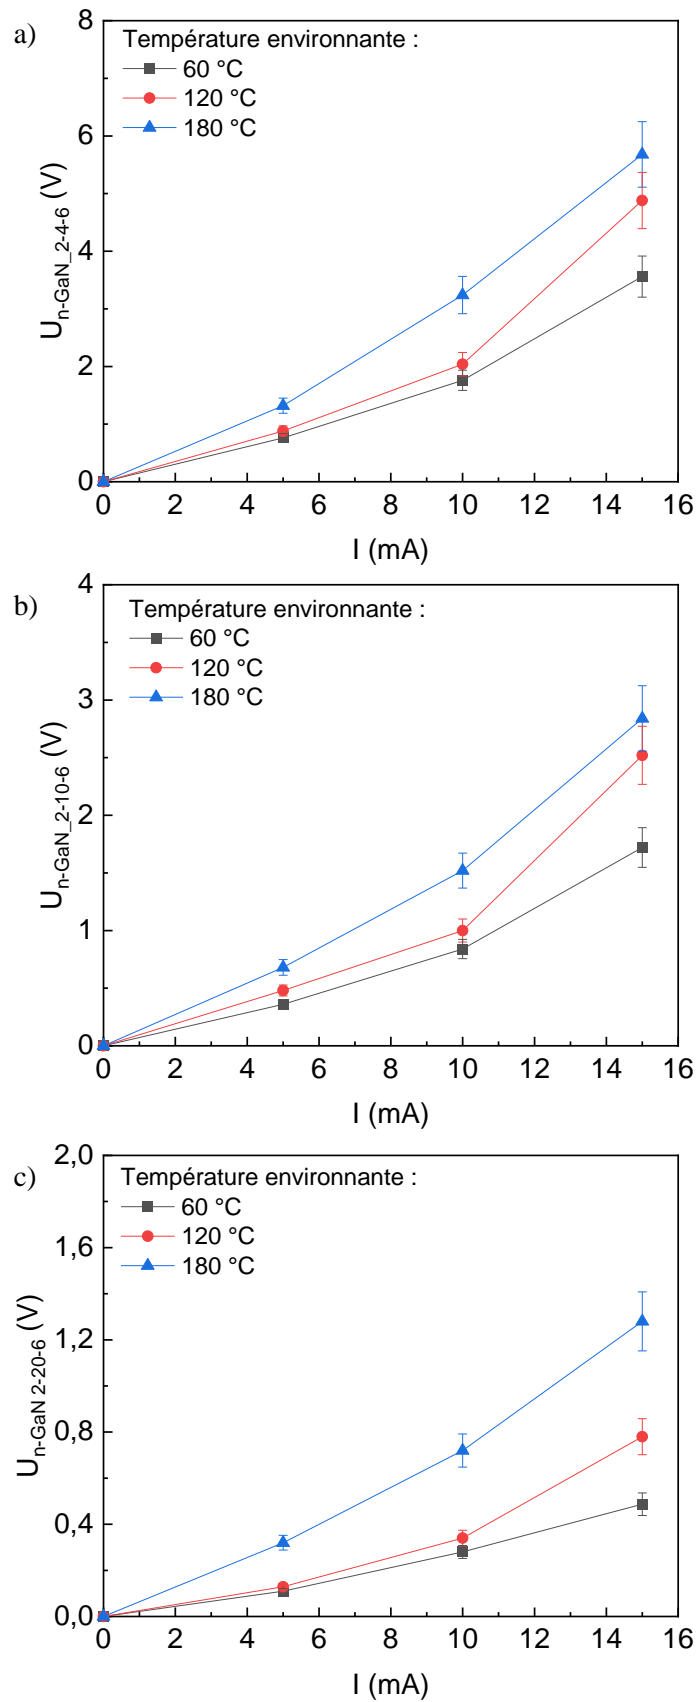 a)
Température environnante :
60 °C
120 °C
180 °C
U n-GaN_2-4-6 (V)
8
6
4
2
0
0 2 4 6 8 10 12 14 16
I (mA)
b)
Température environnante :
60 °C
120 °C
180 °C
U n-GaN_2-10-6 (V)
4
3
2
1
0
0 2 4 6 8 10 12 14 16
I (mA)
c)
Température environnante :
60 °C
120 °C
180 °C
U n-GaN 2-20-6 (V)
2,0
1,6
1,2
0,8
0,4
0,0
0 2 4 6 8 10 12 14 16
I (mA)